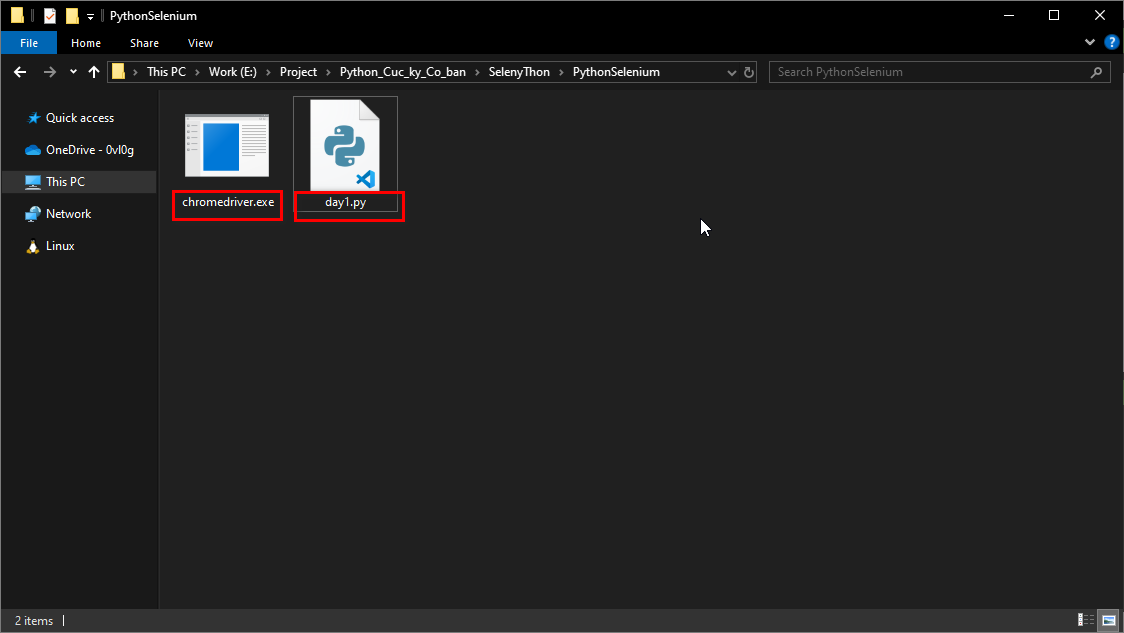 PythonSelenium
File Home Share View
This PC Work (E:) Project Python_Cuc_ky_Co_ban SelenyThon PythonSelenium
Search PythonSelenium
Quick access
OneDrive - 0vl0g
This PC
Network
Linux
chromedriver.exe day1.py
2 items